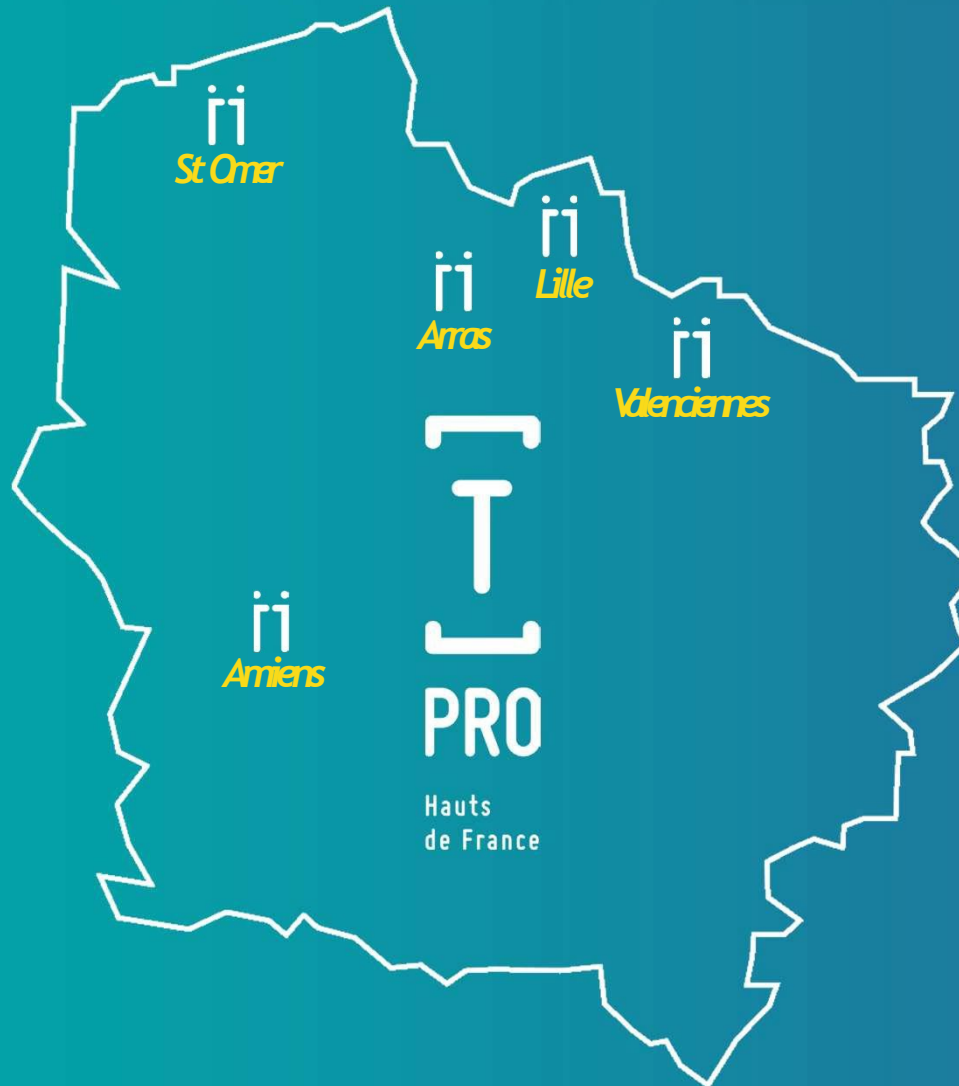 St Omer
Lille
Arras
Valenciennes
[T]
PRO
Amiens
Hauts
de France